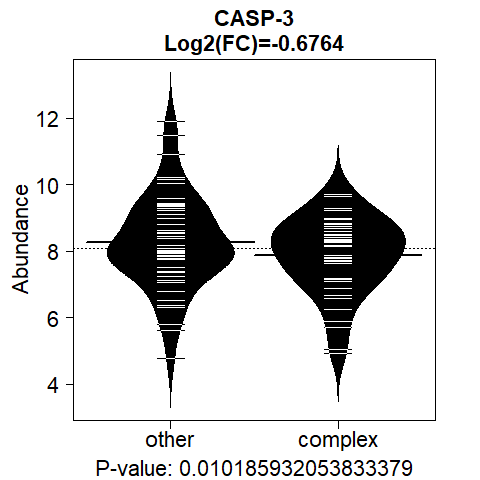 CASP-3
Log2(FC)=-0.6764
Abundance
12
10
8
6
4
other complex
P-value: 0.010185932053833379